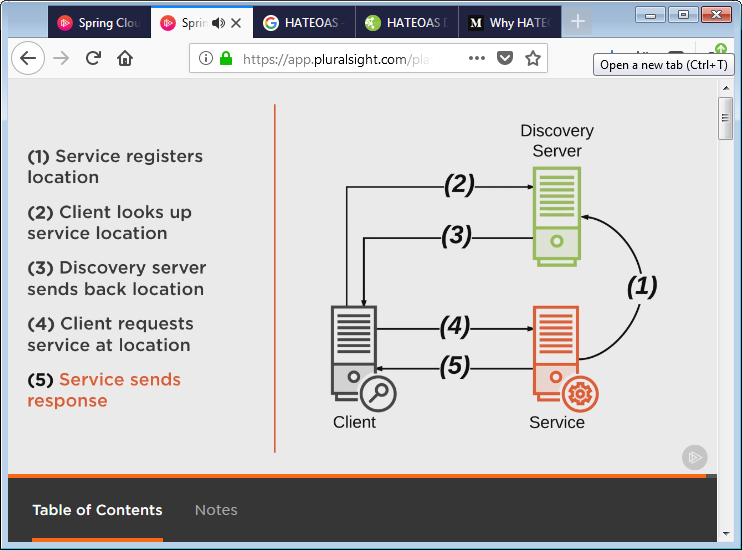 Spring Clou
Sprin
HATEOAS -
HATEOAS D
Why HATEO
https://app.pluralsight.com/pla
Open a new tab (Ctrl+T)
(1) Service registers
location
(2) Client looks up
service location
(3) Discovery server
sends back location
(4) Client requests
service at location
(5) Service sends
response
Discovery
Server
(2)
(3)
(1)
(4)
(5)
Client
Service
Table of Contents
Notes